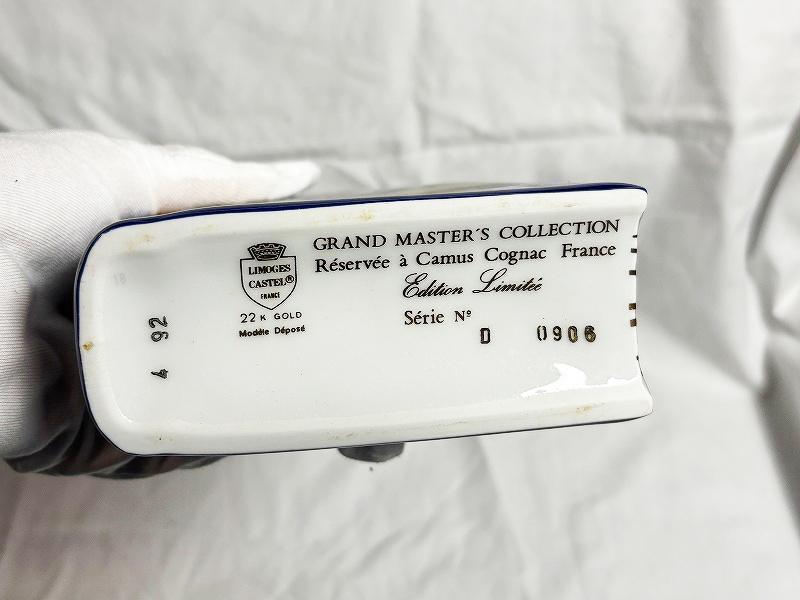 GRAND MASTER´S COLLECTION
Réservée à Camus Cognac France
Edition Limitée
Série Nº
D 0906
LIMOGES
CASTEL®
FRANCE
22 K GOLD
Modèle Déposé
4 92